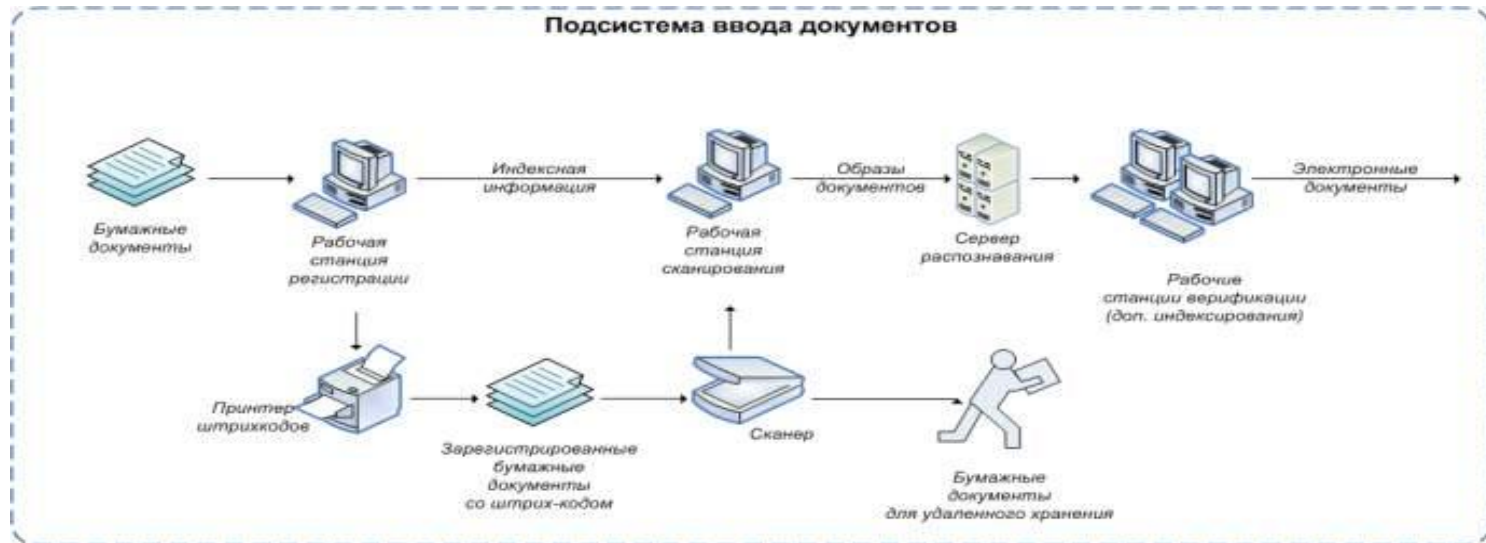 Подсистема ввода документов
Бумажные
документы
Рабочая
станция
регистрации
Индексная
информация
Рабочая
станция
сканирования
Образы
документов
Сервер
распознавания
Рабочие
станции верификации
(доп. индексирования)
Электронные
документы
Принтер
штрихкодов
Зарегистрированные
бумажные
документы
со штрих-кодом
Сканер
Бумажные
документы
для удаленного хранения